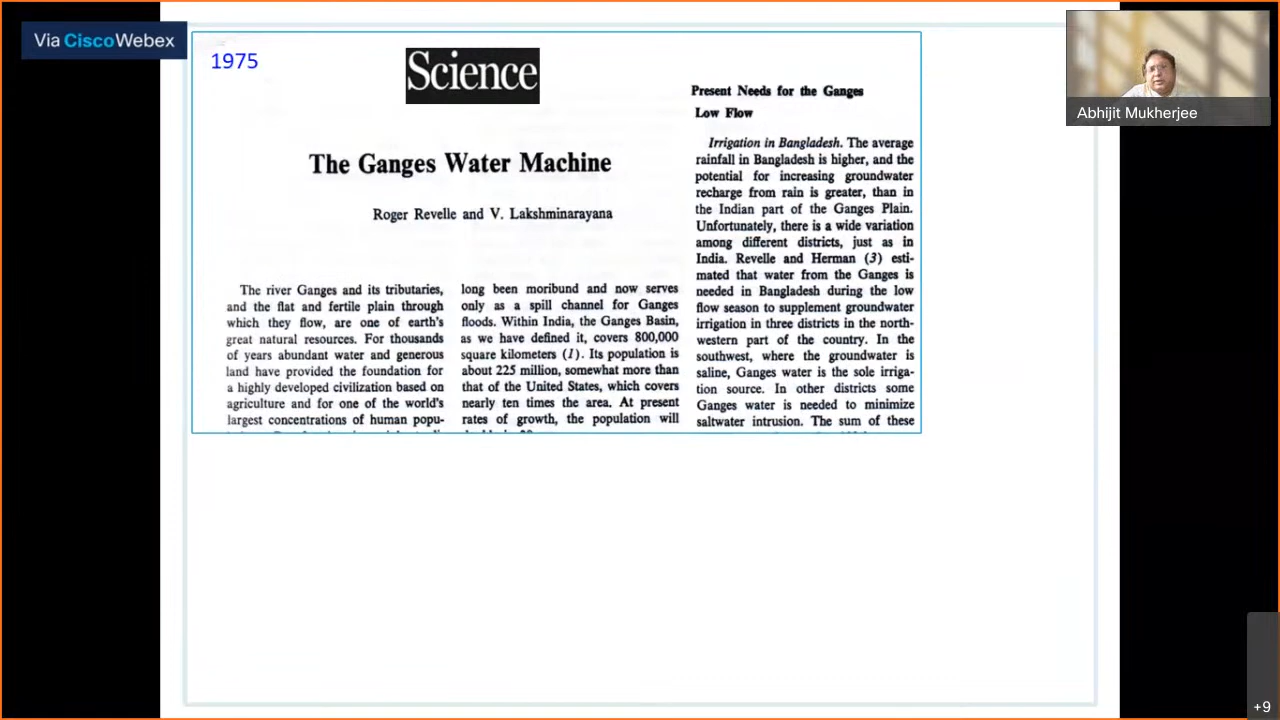 Via CiscoWebex
1975
Science
The Ganges Water Machine
Roger Revelle and V. Lakshminarayana
The river Ganges and its tributaries,
and the flat and fertile plain through
which they flow, are one of earth's
great natural resources. For thousands
of years abundant water and generous
land have provided the foundation for
a highly developed civilization based on
agriculture and for one of the world's
largest concentrations of human popu-
long been moribund and now serves
only as a spill channel for Ganges
floods. Within India, the Ganges Basin,
as we have defined it, covers 800,000
square kilometers (1). Its population is
about 225 million, somewhat more than
that of the United States, which covers
nearly ten times the area. At present
rates of growth, the population will
Present Needs for the Ganges
Low Flow
Irrigation in Bangladesh. The average
rainfall in Bangladesh is higher, and the
potential for increasing groundwater
recharge from rain is greater, than in
the Indian part of the Ganges Plain.
Unfortunately, there is a wide variation
among different districts, just as in
India. Revelle and Herman (3) esti-
mated that water from the Ganges is
needed in Bangladesh during the low
flow season to supplement groundwater
irrigation in three districts in the north-
western part of the country. In the
southwest, where the groundwater is
saline, Ganges water is the sole irriga-
tion source. In other districts some
Ganges water is needed to minimize
saltwater intrusion. The sum of these
Abhijit Mukherjee
+9